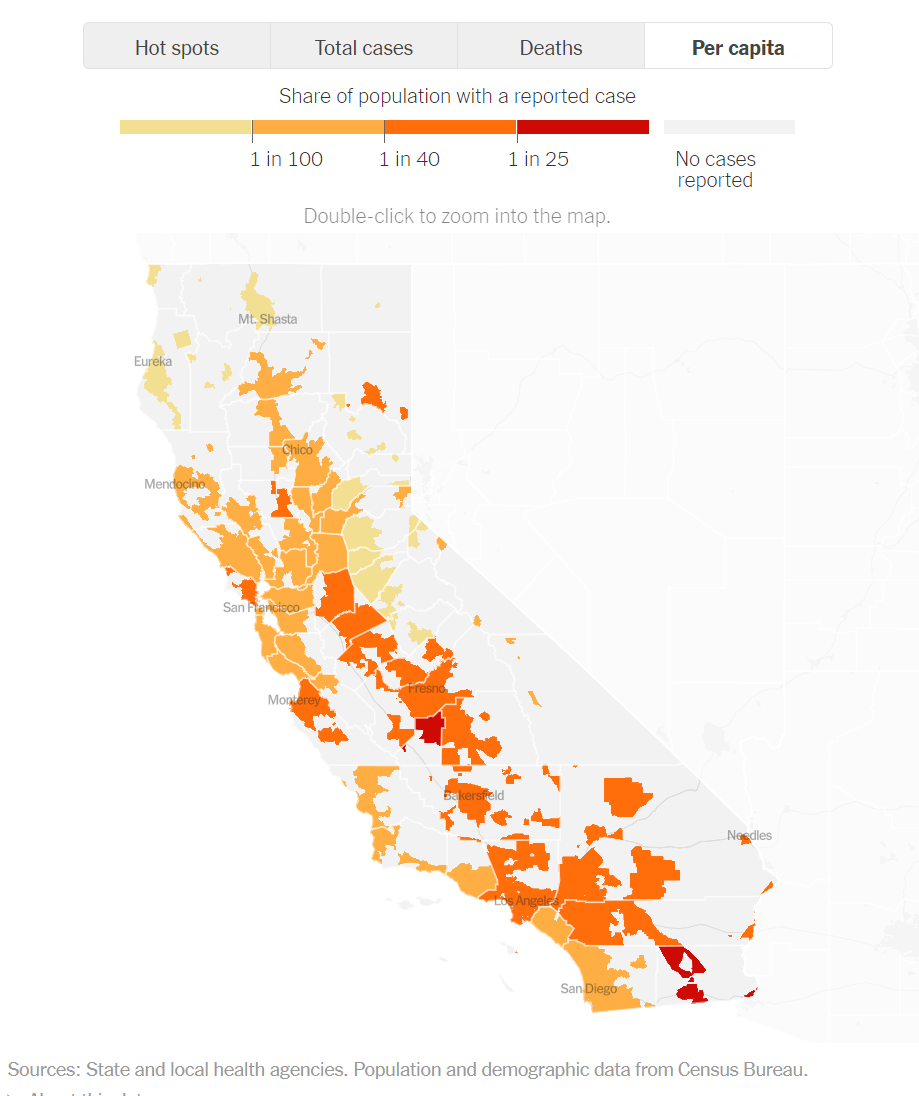 Hot spots
Total cases
Deaths
Per capita
Share of population with a reported case
1 in 100
1 in 40
1 in 25
No cases
reported
Double-click to zoom into the map.
Mt. Shasta
Eureka
Chico
Mendocino
San Francisco
Fresno
Monterey
Bakersfield
Needles
Los Angeles
San Diego
Sources: State and local health agencies. Population and demographic data from Census Bureau.